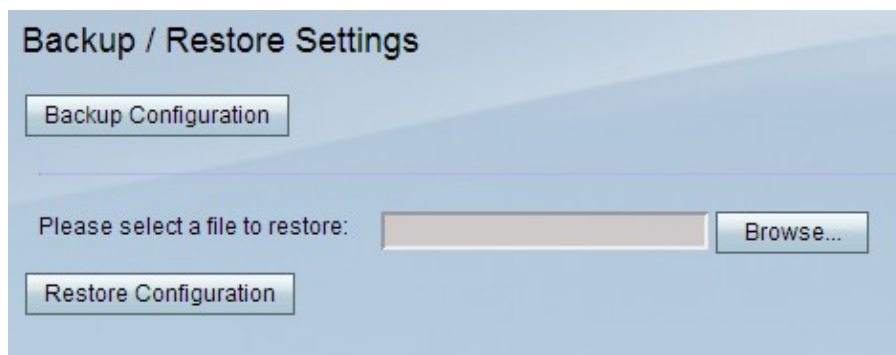 Backup / Restore Settings
Backup Configuration
Please select a file to restore: Browse...
Restore Configuration